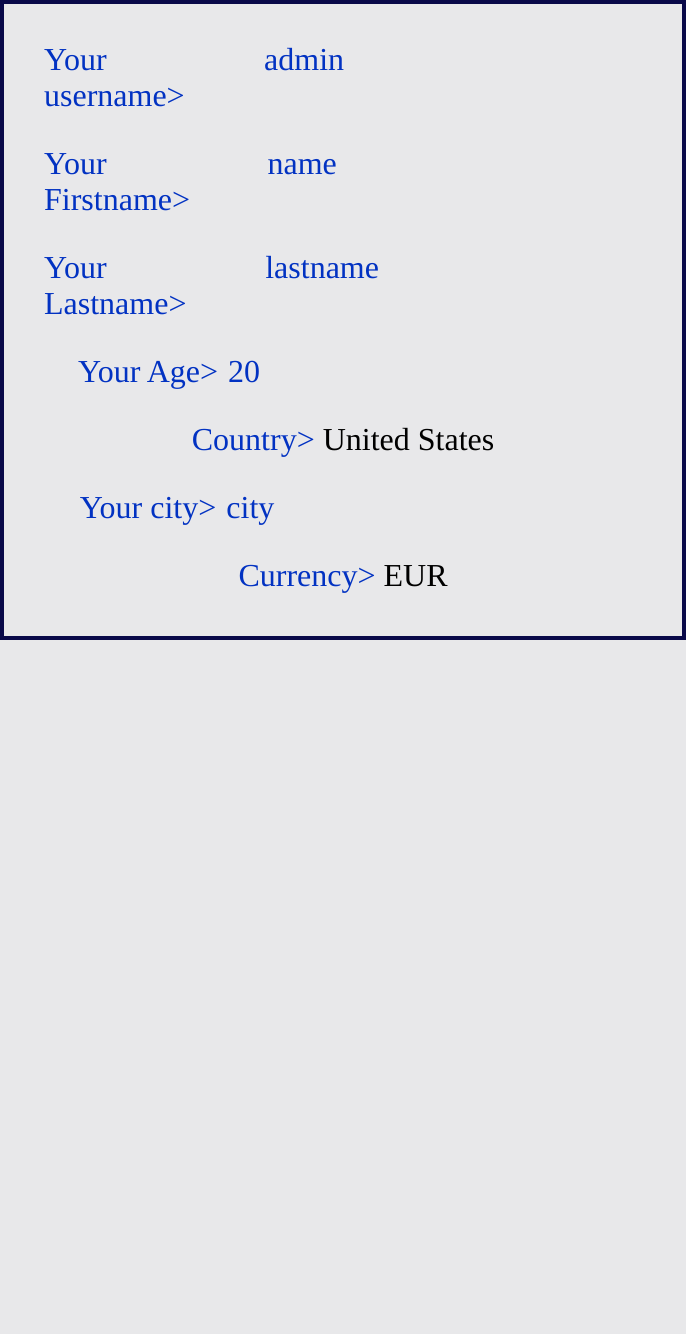 Your username> admin
Your Firstname> name
Your Lastname> lastname
Your Age> 20
Country> United States
Your city> city
Currency> EUR